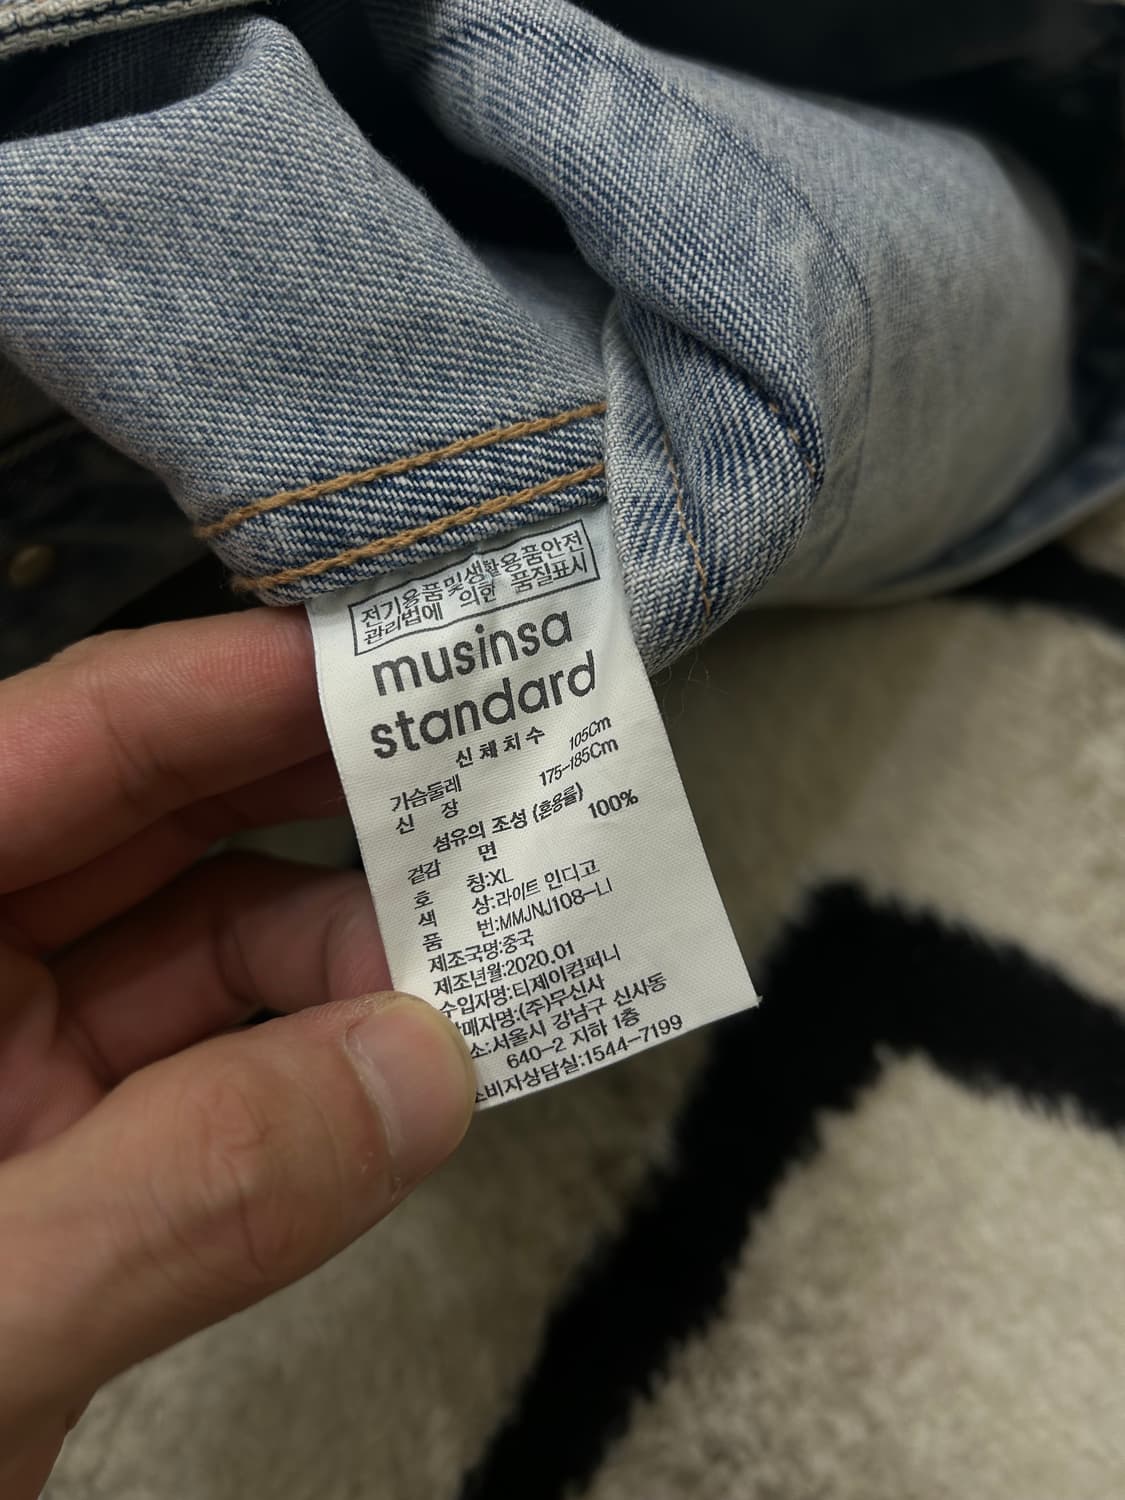 전기용품및생활용품안전
관리법에 의한 품질표시
musinsa
standard
신체치수
가슴둘레 105Cm
신 장 175-185Cm
섬유의 조성 (혼용률)
겉감 면 100%
호 칭:XL
색 상:라이트 인디고
품 번:MMJNJ108-LI
제조국명:중국
제조년월:2020.01
수입자명:티제이컴퍼니
판매자명:(주)무신사
소:서울시 강남구 신사동
640-2 지하 1층
소비자상담실:1544-7199